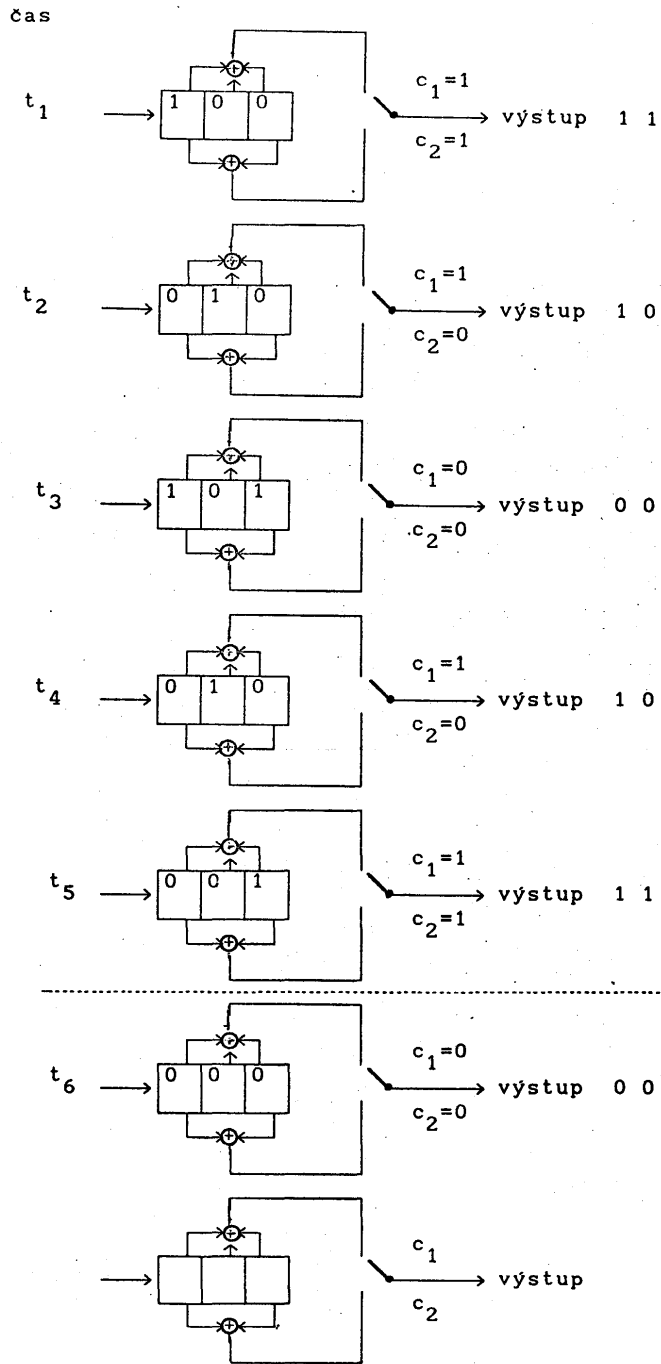 čas
t1 1 0 0 c1=1 výstup 1 1
c2=1
t2 0 1 0 c1=1 výstup 1 0
c2=0
t3 1 0 1 c1=0 výstup 0 0
c2=0
t4 0 1 0 c1=1 výstup 1 0
c2=0
t5 0 0 1 c1=1 výstup 1 1
c2=1
t6 0 0 0 c1=0 výstup 0 0
c2=0
c1 výstup
c2